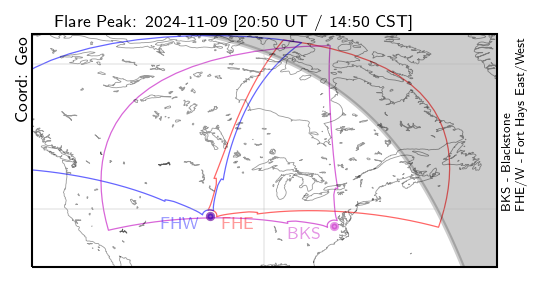 Flare Peak: 2024-11-09 [20:50 UT / 14:50 CST]
Coord: Geo
FHW
FHE
BKS
BKS - Blackstone
FHE/W - Fort Hays East/West